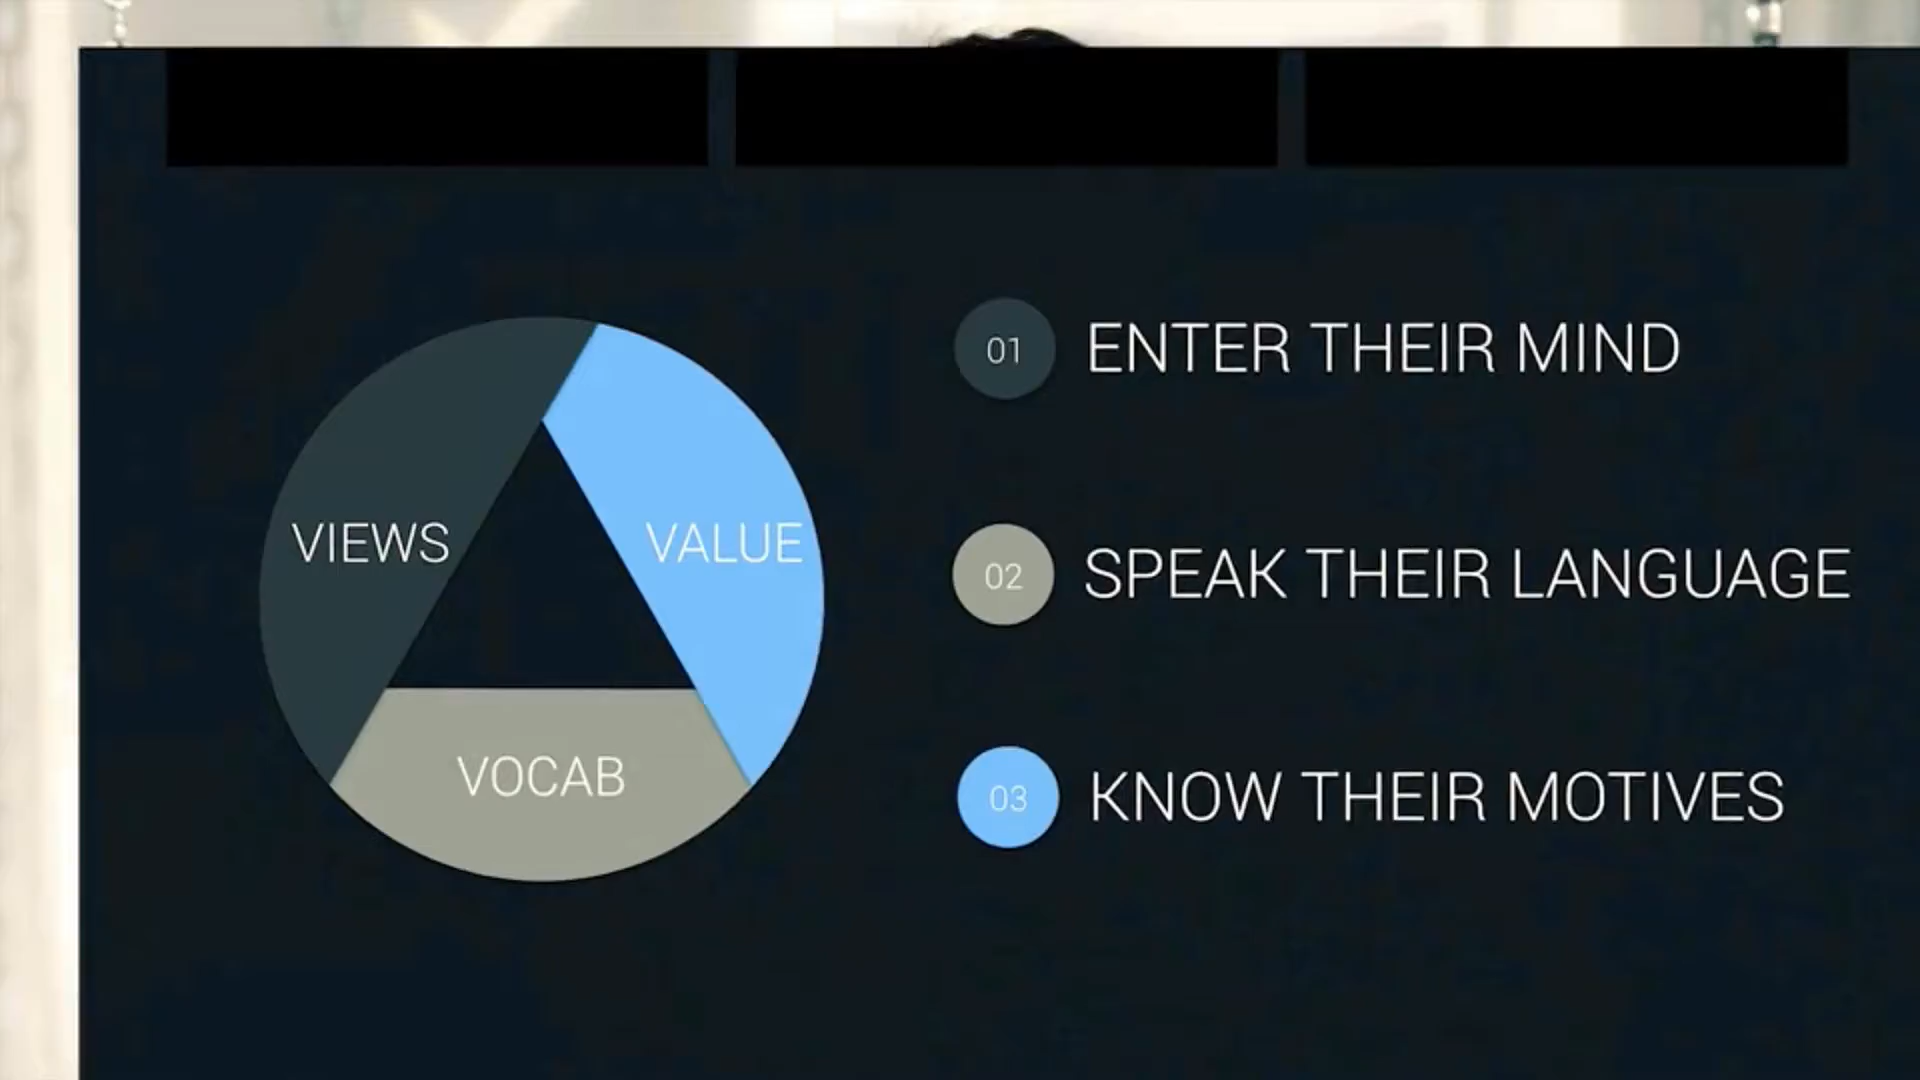 VIEWS
VALUE
VOCAB
01 ENTER THEIR MIND
02 SPEAK THEIR LANGUAGE
03 KNOW THEIR MOTIVES